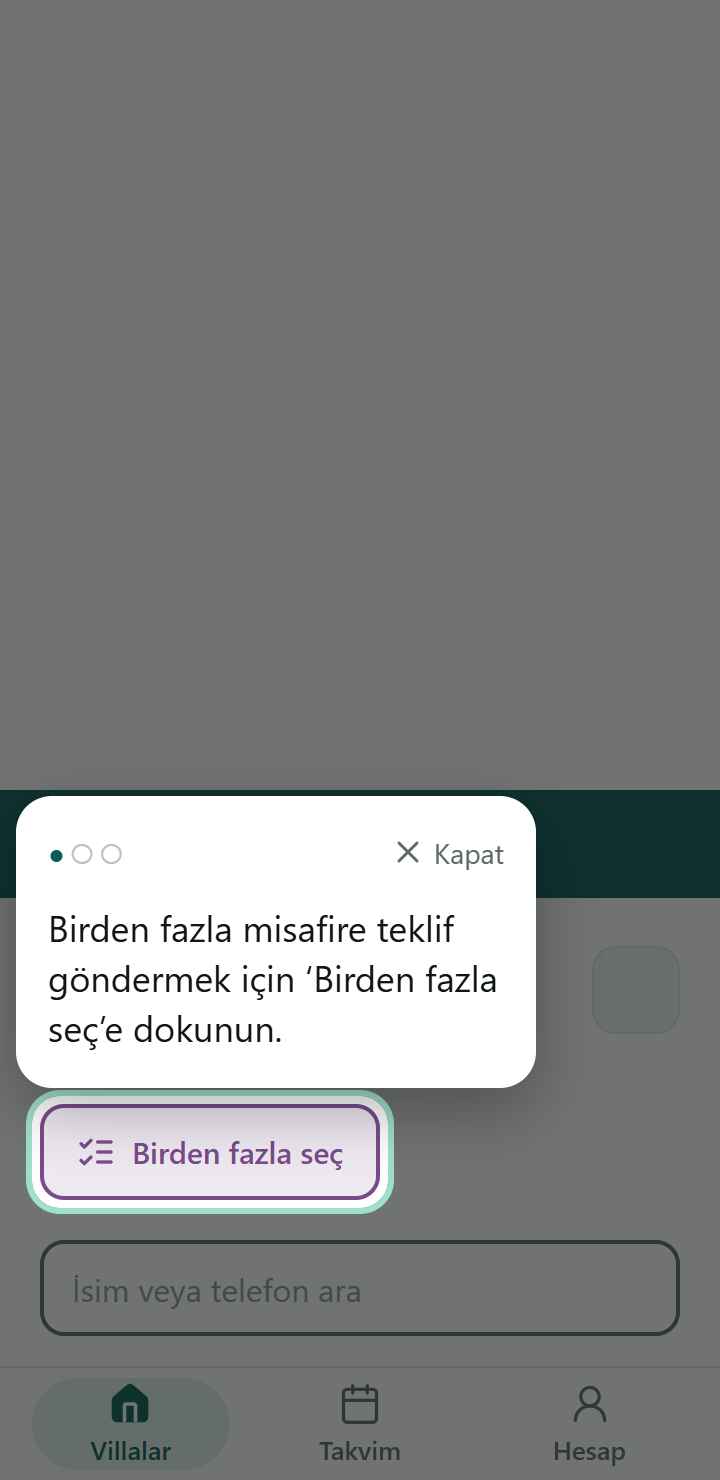 Kapat
Birden fazla misafire teklif
göndermek için ‘Birden fazla
seç’e dokunun.
Birden fazla seç
İsim veya telefon ara
Villalar
Takvim
Hesap